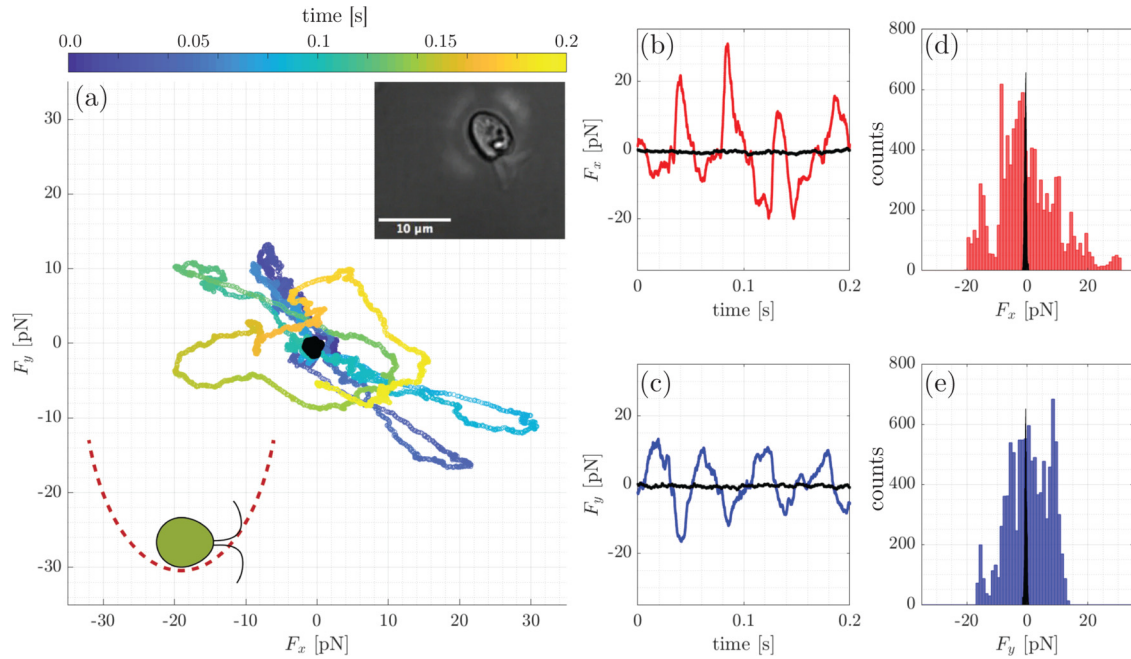 time [s]
0.0 0.05 0.1 0.15 0.2
(a)
30
20
10
0
-10
-20
-30
F_y [pN]
10 µm
-30 -20 -10 0 10 20 30
F_x [pN]
(b)
20
0
-20
F_x [pN]
0 0.1 0.2
time [s]
(c)
20
0
-20
F_y [pN]
0 0.1 0.2
time [s]
(d)
800
600
400
200
0
counts
-20 0 20
F_x [pN]
(e)
800
600
400
200
0
counts
-20 0 20
F_y [pN]